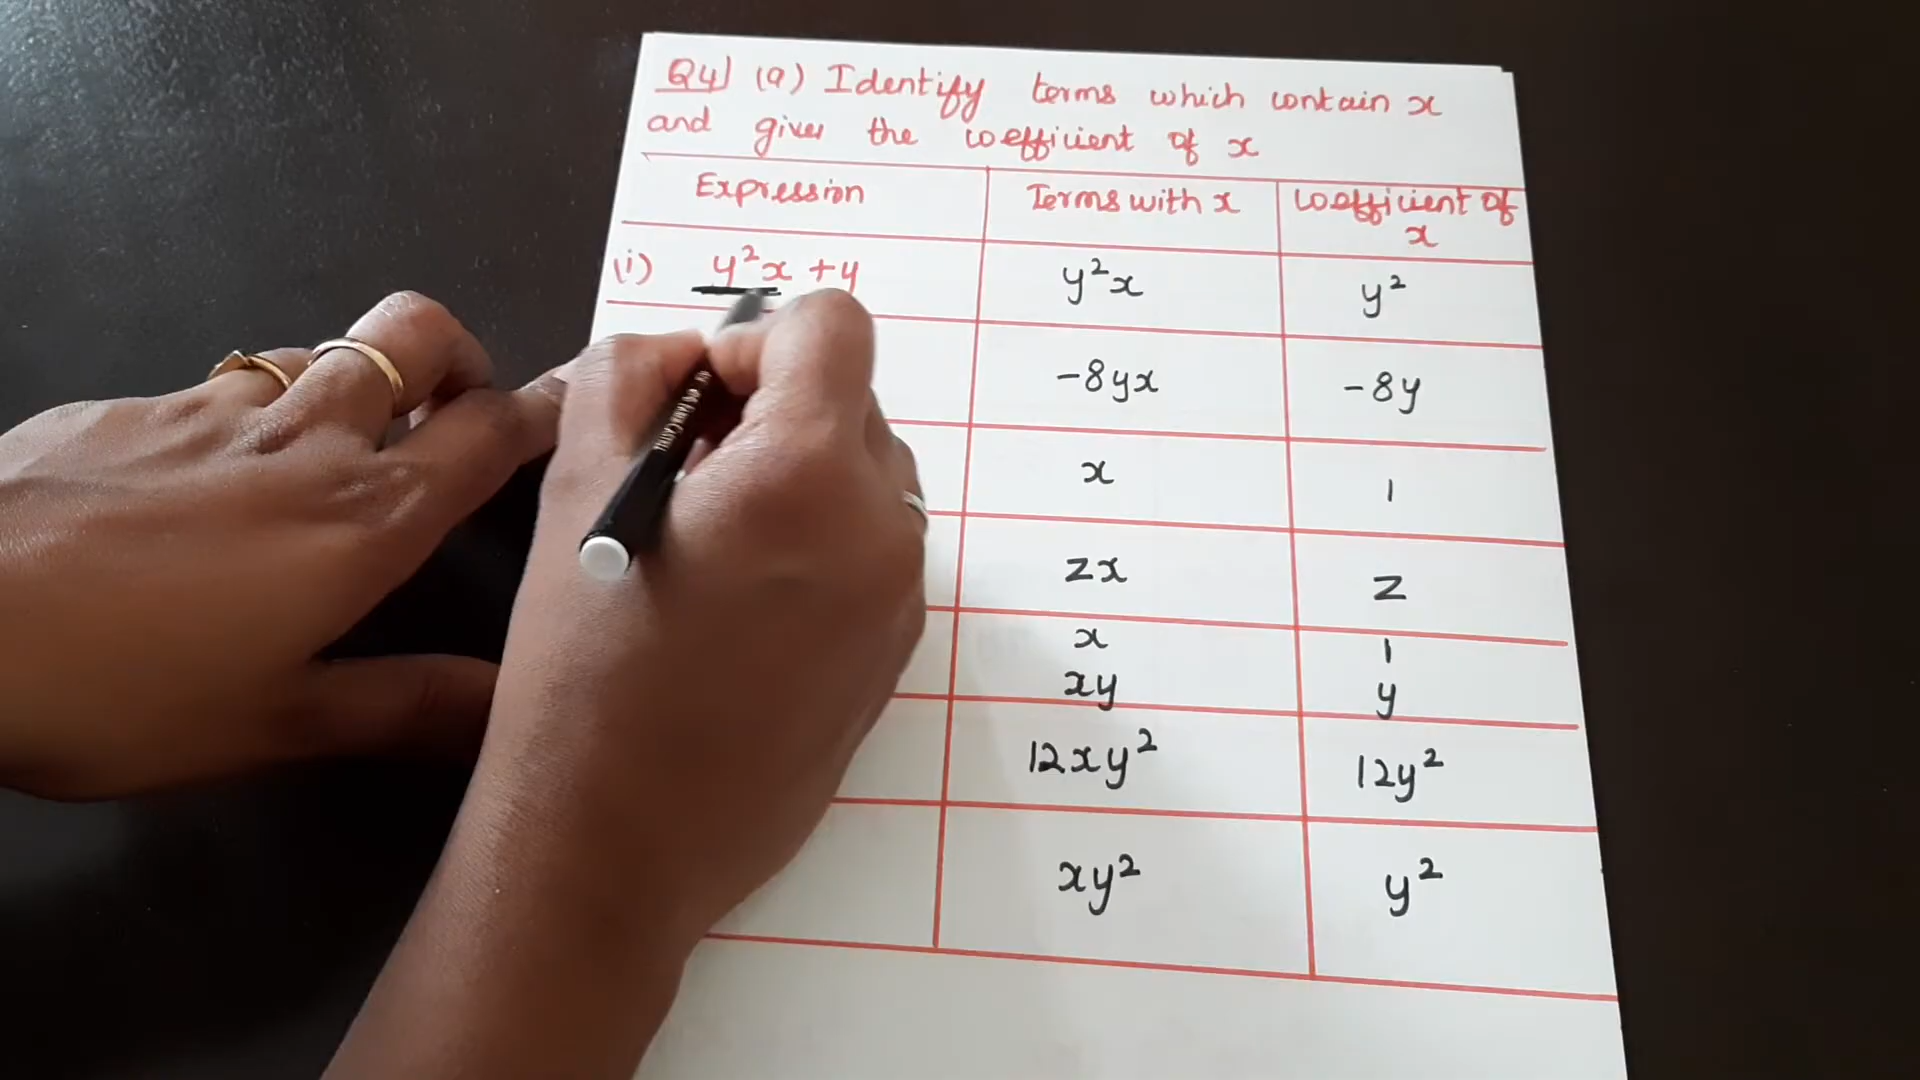 Q4) (a) Identify terms which contain x
and give the coefficient of x
Expression Terms with x coefficient of
x
(i) y²x + y y²x y²
-8yx -8y
x 1
zx z
x 1
xy y
12xy² 12y²
xy² y²